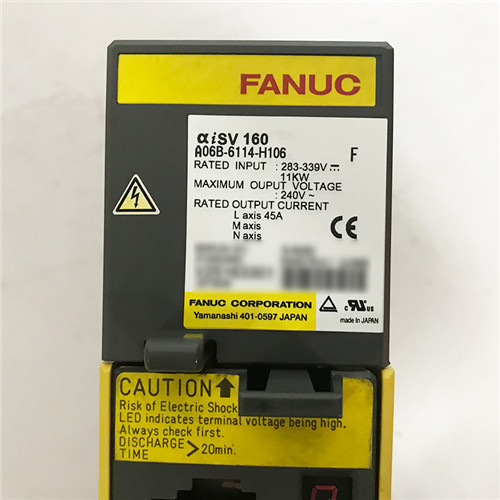 FANUC
αiSV 160
A06B-6114-H106
F
RATED INPUT : 283-339V⎓
11KW
MAXIMUM OUPUT VOLTAGE
: 240V ~
RATED OUTPUT CURRENT
L axis 45A
M axis
N axis
CE
FANUC CORPORATION
Yamanashi 401-0597 JAPAN
c RU us
made in JAPAN
CAUTION
Risk of Electric Shock
LED indicates terminal voltage being high.
Always check first.
DISCHARGE
TIME >20min.